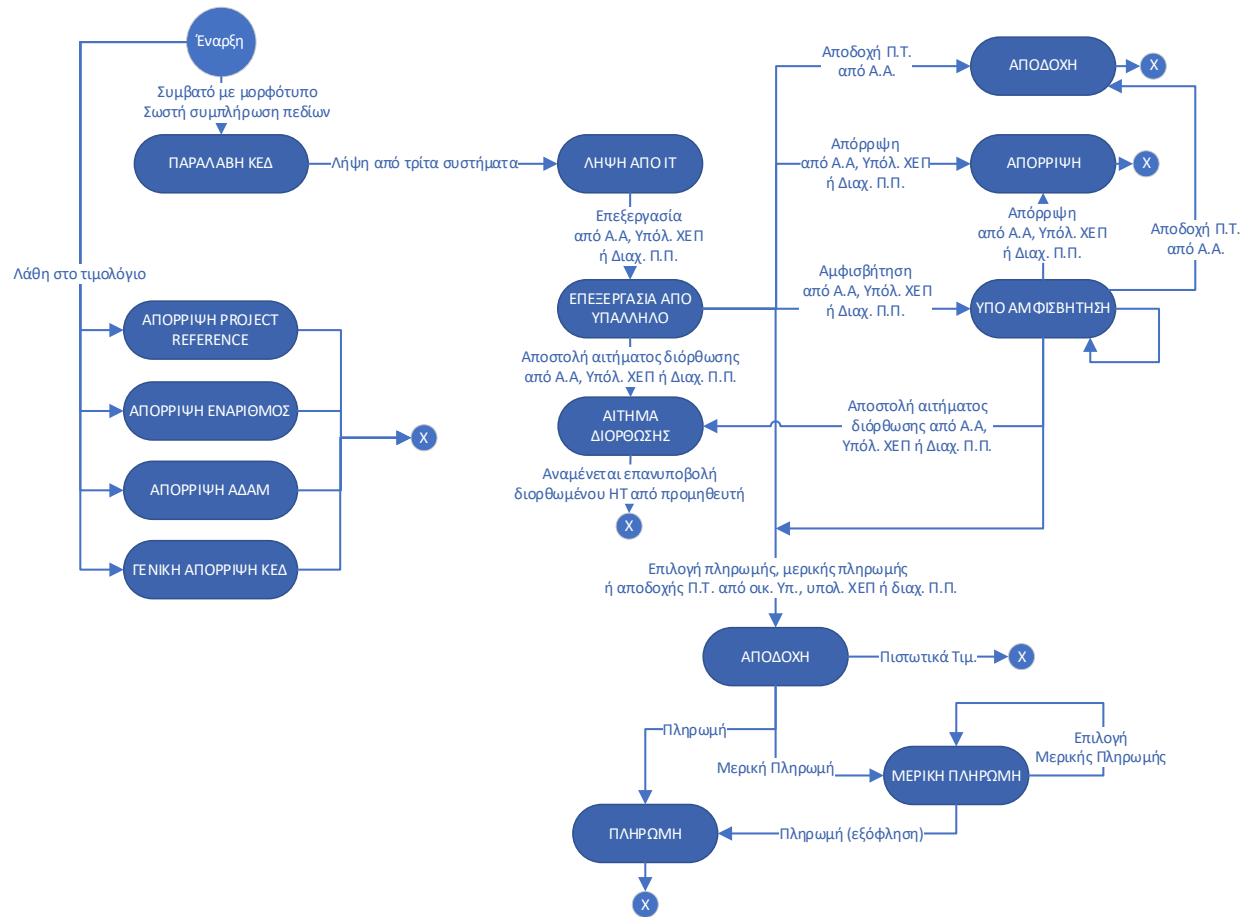 Έναρξη
Συμβατό με μορφότυπο
Σωστή συμπλήρωση πεδίων
ΠΑΡΑΛΑΒΗ ΚΕΔ
Λήψη από τρίτα συστήματα
ΛΗΨΗ ΑΠΟ ΙΤ
Επεξεργασία
από Α.Α, Υπόλ. ΧΕΠ
ή Διαχ. Π.Π.
Αποδοχή Π.Τ.
από Α.Α.
ΑΠΟΔΟΧΗ
X
Απόρριψη
από Α.Α, Υπόλ. ΧΕΠ
ή Διαχ. Π.Π.
ΑΠΟΡΡΙΨΗ
X
Απόρριψη
από Α.Α, Υπόλ. ΧΕΠ
ή Διαχ. Π.Π.
Αποδοχή Π.Τ.
από Α.Α.
Λάθη στο τιμολόγιο
ΕΠΕΞΕΡΓΑΣΙΑ ΑΠΟ
ΥΠΑΛΛΗΛΟ
Αμφισβήτηση
από Α.Α, Υπόλ. ΧΕΠ
ή Διαχ. Π.Π.
ΥΠΟ ΑΜΦΙΣΒΗΤΗΣΗ
ΑΠΟΡΡΙΨΗ PROJECT
REFERENCE
ΑΠΟΡΡΙΨΗ ΕΝΑΡΙΘΜΟΣ
ΑΠΟΡΡΙΨΗ ΑΔΑΜ
ΓΕΝΙΚΗ ΑΠΟΡΡΙΨΗ ΚΕΔ
X
Αποστολή αιτήματος διόρθωσης
από Α.Α, Υπόλ. ΧΕΠ ή Διαχ. Π.Π.
ΑΙΤΗΜΑ
ΔΙΟΡΘΩΣΗΣ
Αποστολή αιτήματος
διόρθωσης από Α.Α,
Υπόλ. ΧΕΠ ή Διαχ. Π.Π.
Αναμένεται επανυποβολή
διορθωμένου ΗΤ από προμηθευτή
X
Επιλογή πληρωμής, μερικής πληρωμής
ή αποδοχής Π.Τ. από οικ. Υπ., υπολ. ΧΕΠ ή διαχ. Π.Π.
ΑΠΟΔΟΧΗ
Πιστωτικά Τιμ.
X
Πληρωμή
Μερική Πληρωμή
ΜΕΡΙΚΗ ΠΛΗΡΩΜΗ
Επιλογή
Μερικής Πληρωμής
ΠΛΗΡΩΜΗ
Πληρωμή (εξόφληση)
X